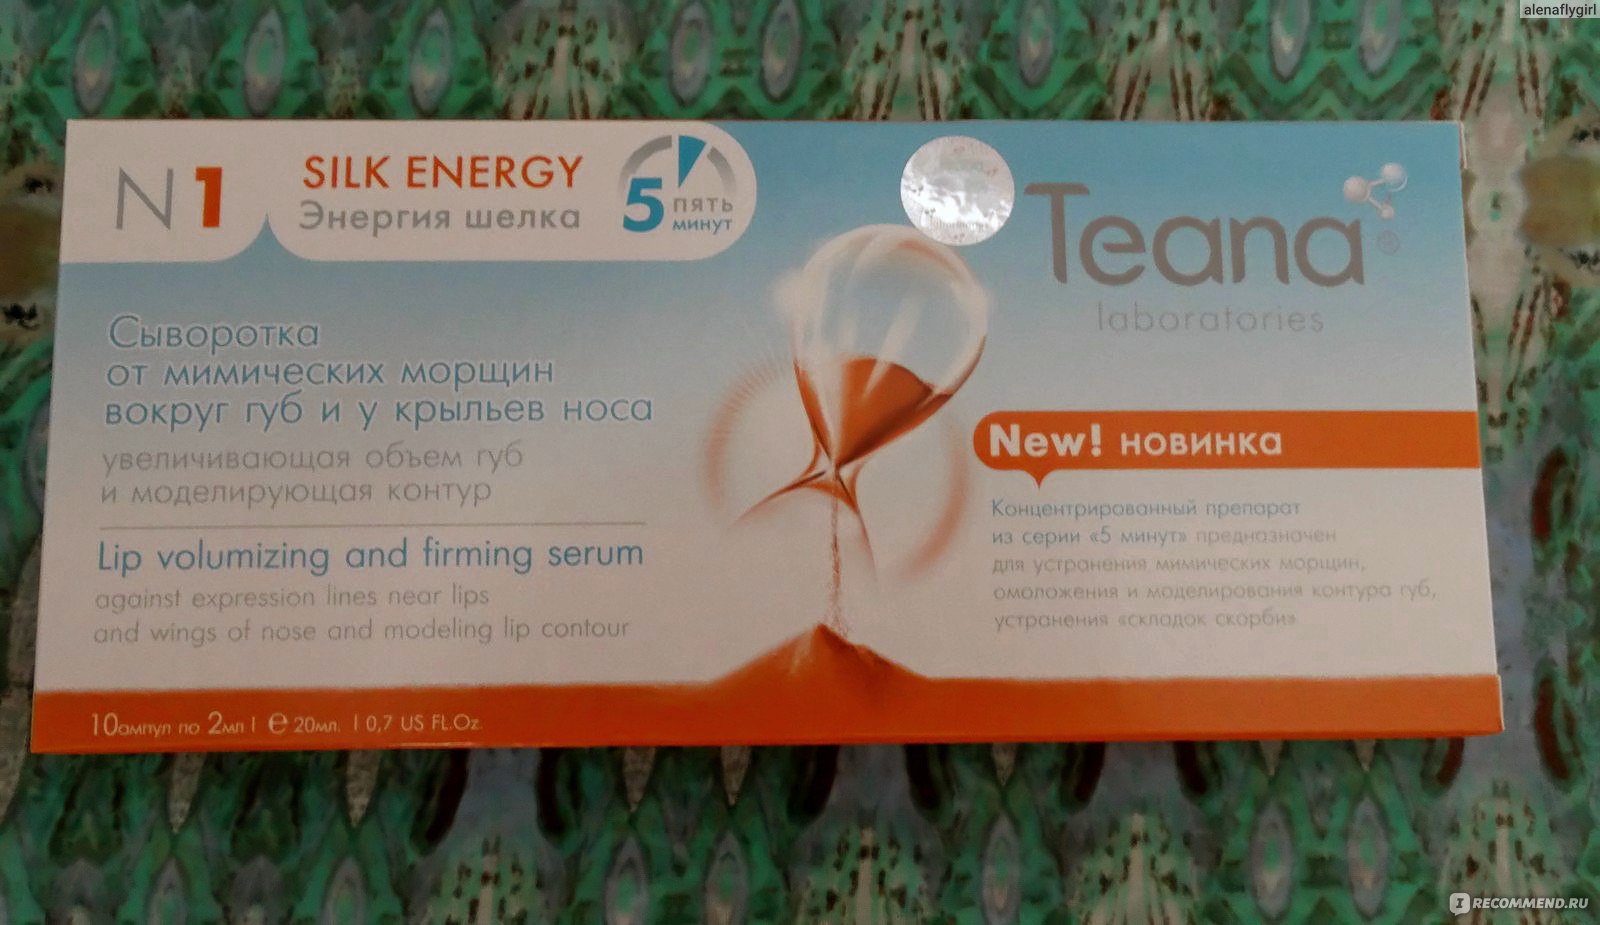 alenaflygirl
N1
SILK ENERGY
Энергия шелка
5 пять
минут
Teana
laboratories
Сыворотка
от мимических морщин
вокруг губ и у крыльев носа
увеличивающая объем губ
и моделирующая контур
Lip volumizing and firming serum
against expression lines near lips
and wings of nose and modeling lip contour
New! новинка
Концентрированный препарат
из серии «5 минут» предназначен
для устранения мимических морщин,
омоложения и моделирования контура губ,
устранения «складок скорби»
10ампул по 2мл | ℮ 20мл. | 0,7 US FL.Oz.
I RECOMMEND.RU